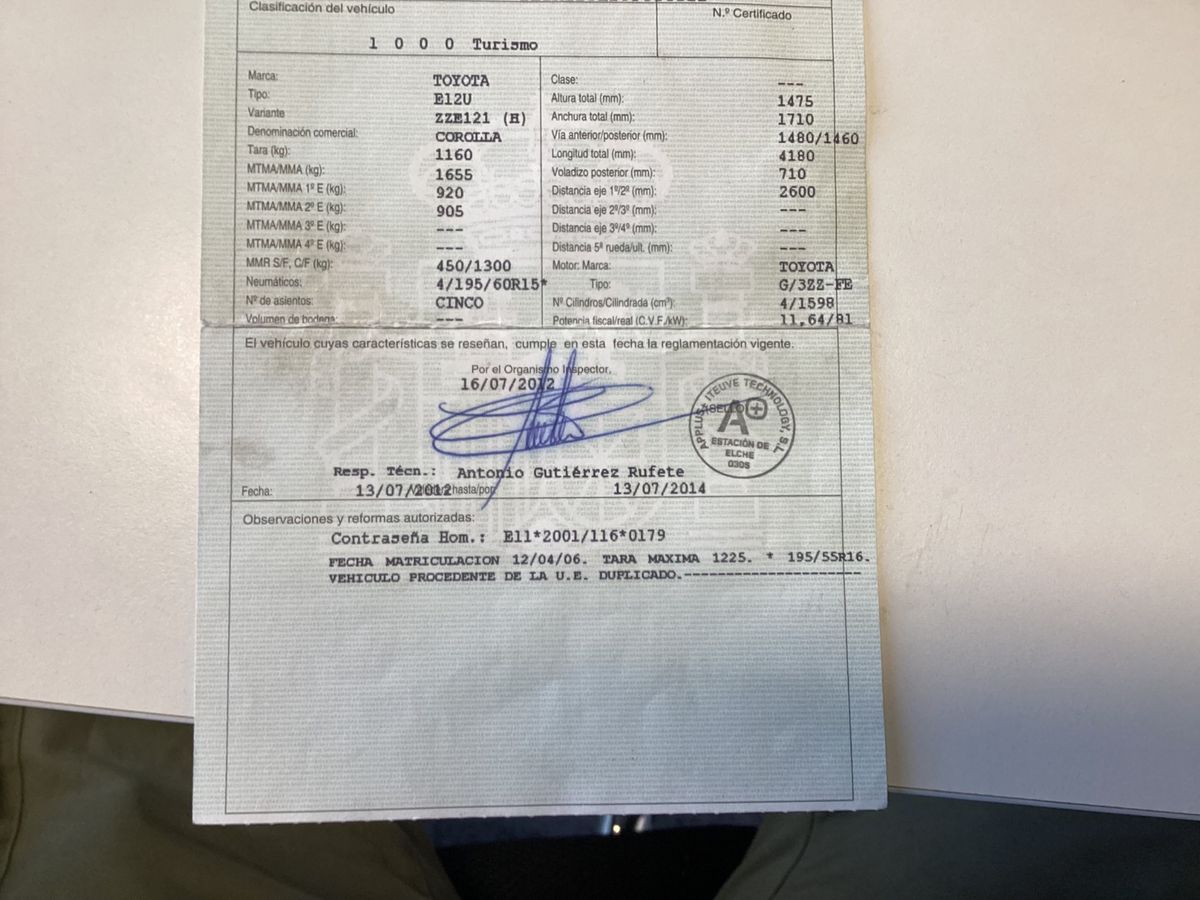 Clasificación del vehículo
N.º Certificado
1 0 0 0 Turismo
Marca: TOYOTA
Tipo: E12U
Variante ZZE121 (H)
Denominación comercial: COROLLA
Tara (kg): 1160
MTMA/MMA (kg): 1655
MTMA/MMA 1º E (kg): 920
MTMA/MMA 2º E (kg): 905
MTMA/MMA 3º E (kg): ---
MTMA/MMA 4º E (kg): ---
MMR S/F, C/F (kg): 450/1300
Neumáticos: 4/195/60R15*
Nº de asientos: CINCO
Volumen de bodega: ---
Clase: ---
Altura total (mm): 1475
Anchura total (mm): 1710
Vía anterior/posterior (mm): 1480/1460
Longitud total (mm): 4180
Voladizo posterior (mm): 710
Distancia eje 1º/2º (mm): 2600
Distancia eje 2º/3º (mm): ---
Distancia eje 3º/4º (mm): ---
Distancia 5ª rueda/ult. (mm): ---
Motor: Marca: TOYOTA
Tipo: G/3ZZ-FE
Nº Cilindros/Cilindrada (cm³): 4/1598
Potencia fiscal/real (C.V.F./kW): 11,64/81
El vehículo cuyas características se reseñan, cumple en esta fecha la reglamentación vigente.
Por el Organismo Inspector,
16/07/2012
APPLUS ITEUVE TECHNOLOGY, S.L
A+
ESTACIÓN DE
ELCHE
0305
Resp. Técn.: Antonio Gutiérrez Rufete
Fecha: 13/07/2012 hasta/por 13/07/2014
Observaciones y reformas autorizadas:
Contraseña Hom.: E11*2001/116*0179
FECHA MATRICULACION 12/04/06. TARA MAXIMA 1225. * 195/55R16.
VEHICULO PROCEDENTE DE LA U.E. DUPLICADO.--------------------